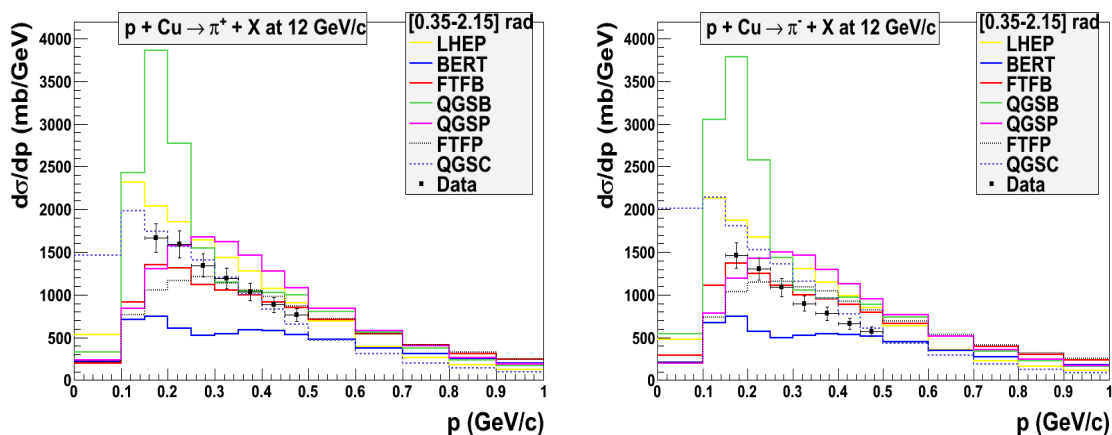 p + Cu → π⁺ + X at 12 GeV/c
[0.35-2.15] rad
LHEP
BERT
FTFB
QGSB
QGSP
FTFP
QGSC
Data
dσ/dp (mb/GeV)
4000
3500
3000
2500
2000
1500
1000
500
0
0 0.1 0.2 0.3 0.4 0.5 0.6 0.7 0.8 0.9 1
p (GeV/c)
p + Cu → π⁻ + X at 12 GeV/c
[0.35-2.15] rad
LHEP
BERT
FTFB
QGSB
QGSP
FTFP
QGSC
Data
dσ/dp (mb/GeV)
4000
3500
3000
2500
2000
1500
1000
500
0
0 0.1 0.2 0.3 0.4 0.5 0.6 0.7 0.8 0.9 1
p (GeV/c)